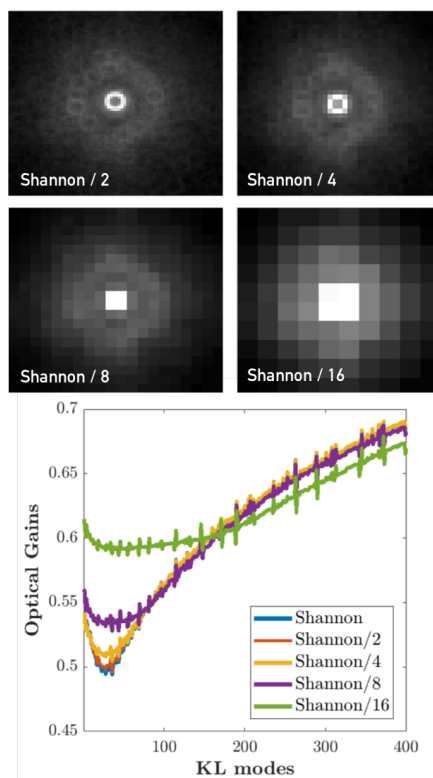 Shannon / 2
Shannon / 4
Shannon / 8
Shannon / 16
0.7
0.65
0.6
0.55
0.5
0.45
Optical Gains
100
200
300
400
KL modes
Shannon
Shannon/2
Shannon/4
Shannon/8
Shannon/16